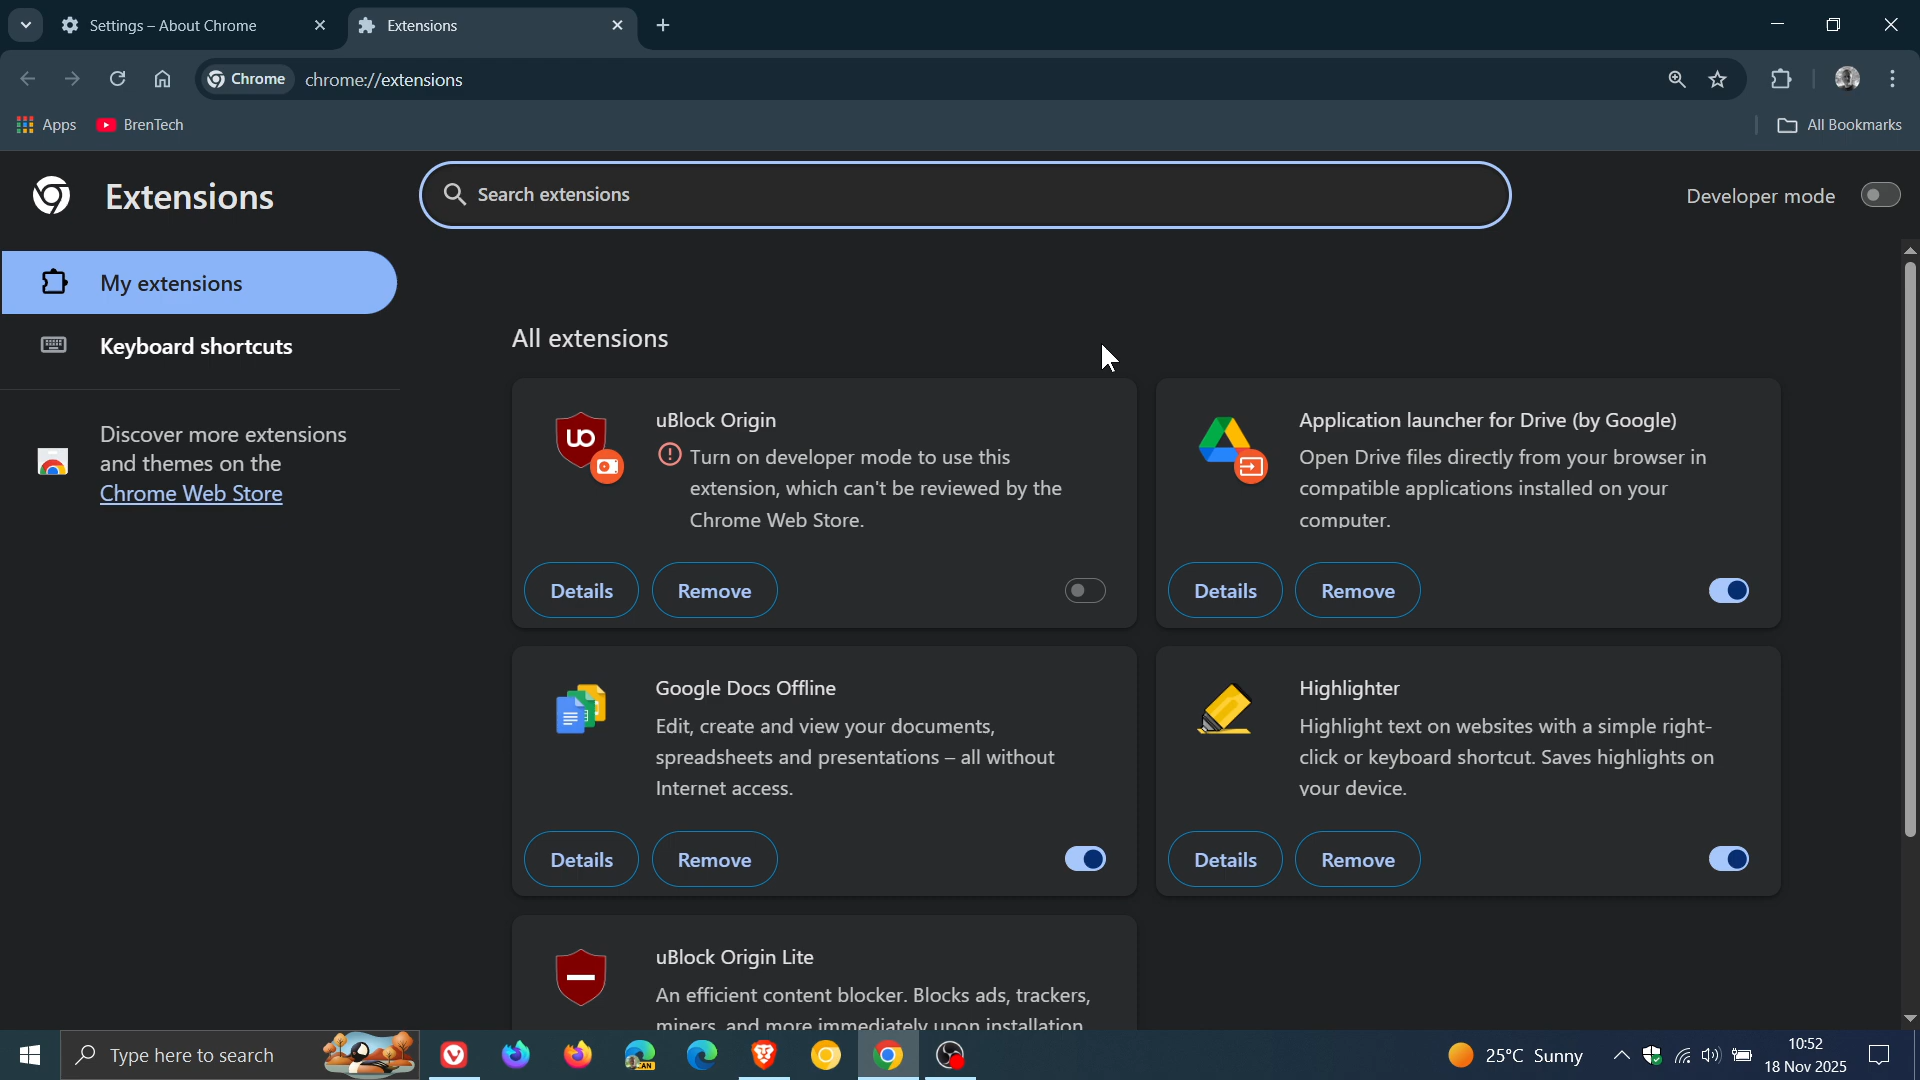 Settings – About Chrome
Extensions
Chrome
chrome://extensions
Apps
BrenTech
All Bookmarks
Extensions
Search extensions
Developer mode
My extensions
Keyboard shortcuts
Discover more extensions
and themes on the
Chrome Web Store
All extensions
uBlock Origin
Turn on developer mode to use this
extension, which can't be reviewed by the
Chrome Web Store.
Details
Remove
Application launcher for Drive (by Google)
Open Drive files directly from your browser in
compatible applications installed on your
computer.
Details
Remove
Google Docs Offline
Edit, create and view your documents,
spreadsheets and presentations – all without
Internet access.
Details
Remove
Highlighter
Highlight text on websites with a simple right-
click or keyboard shortcut. Saves highlights on
your device.
Details
Remove
uBlock Origin Lite
An efficient content blocker. Blocks ads, trackers,
miners, and more immediately upon installation
Type here to search
25°C Sunny
10:52
18 Nov 2025